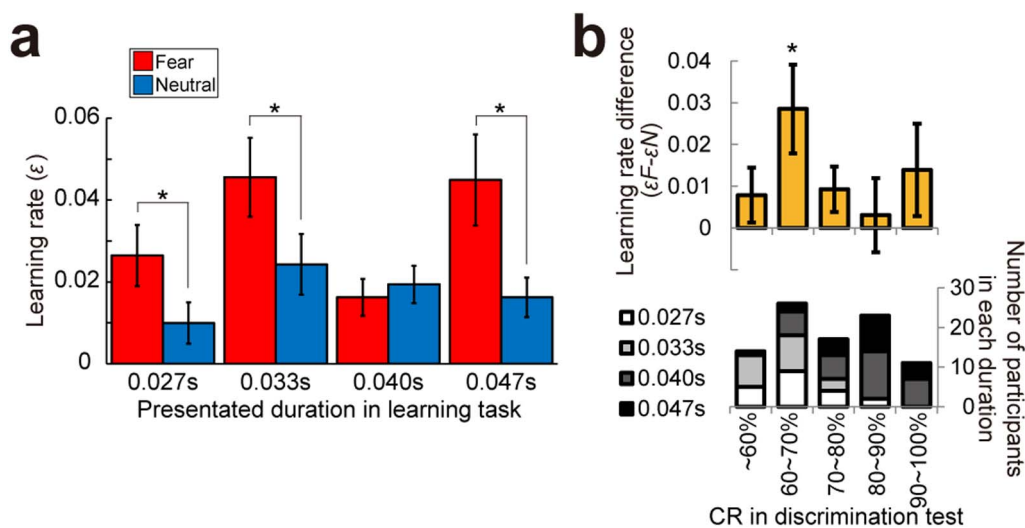 a
Fear
Neutral
Learning rate (ε)
0.06
0.04
0.02
0
*
*
*
0.027s
0.033s
0.040s
0.047s
Presentated duration in learning task
b
Learning rate difference
(εF-εN)
0.04
0.03
0.02
0.01
0
*
0.027s
0.033s
0.040s
0.047s
30
20
10
0
Number of participants
in each duration
~60%
60~70%
70~80%
80~90%
90~100%
CR in discrimination test